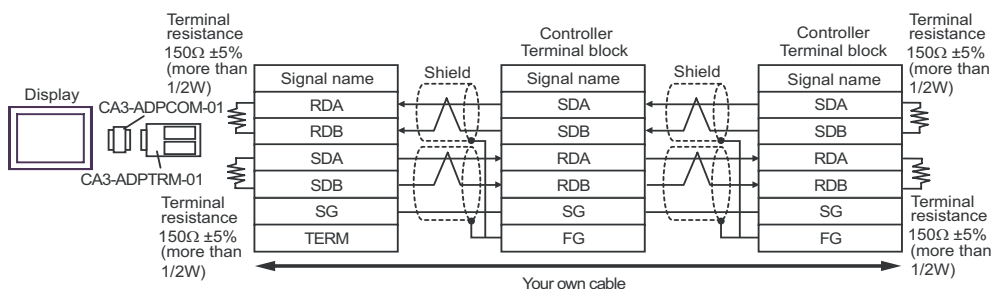 Terminal
resistance
150Ω ±5%
(more than
1/2W)
Controller
Terminal block
Controller
Terminal block
Terminal
resistance
150Ω ±5%
(more than
1/2W)
Display
CA3-ADPCOM-01
CA3-ADPTRM-01
Signal name
Shield
Signal name
Shield
Signal name
RDA
SDA
SDA
RDB
SDB
SDB
SDA
RDA
RDA
SDB
RDB
RDB
SG
SG
SG
TERM
FG
FG
Terminal
resistance
150Ω ±5%
(more than
1/2W)
Terminal
resistance
150Ω ±5%
(more than
1/2W)
Your own cable